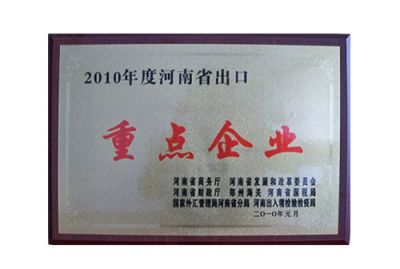 2010年度河南省出口
重点企业
河南省商务厅 河南省发展和改革委员会
河南省财政厅 郑州海关 河南省国税局
国家外汇管理局河南省分局 河南出入境检验检疫局
二〇一〇年元月